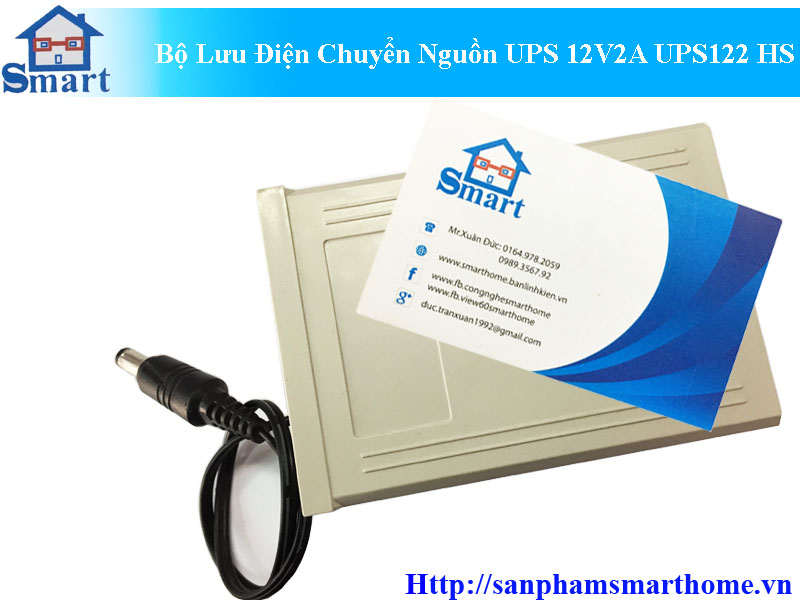 Smart
Bộ Lưu Điện Chuyển Nguồn UPS 12V2A UPS122 HS
Smart
Mr.Xuân Đức: 0164.978.2059
0989.3567.92
www.smarthome.banlinhkien.vn
www.fb.congnghesmarthome
www.fb.view60smarthome
duc.tranxuan1992@gmail.com
Http://sanphamsmarthome.vn